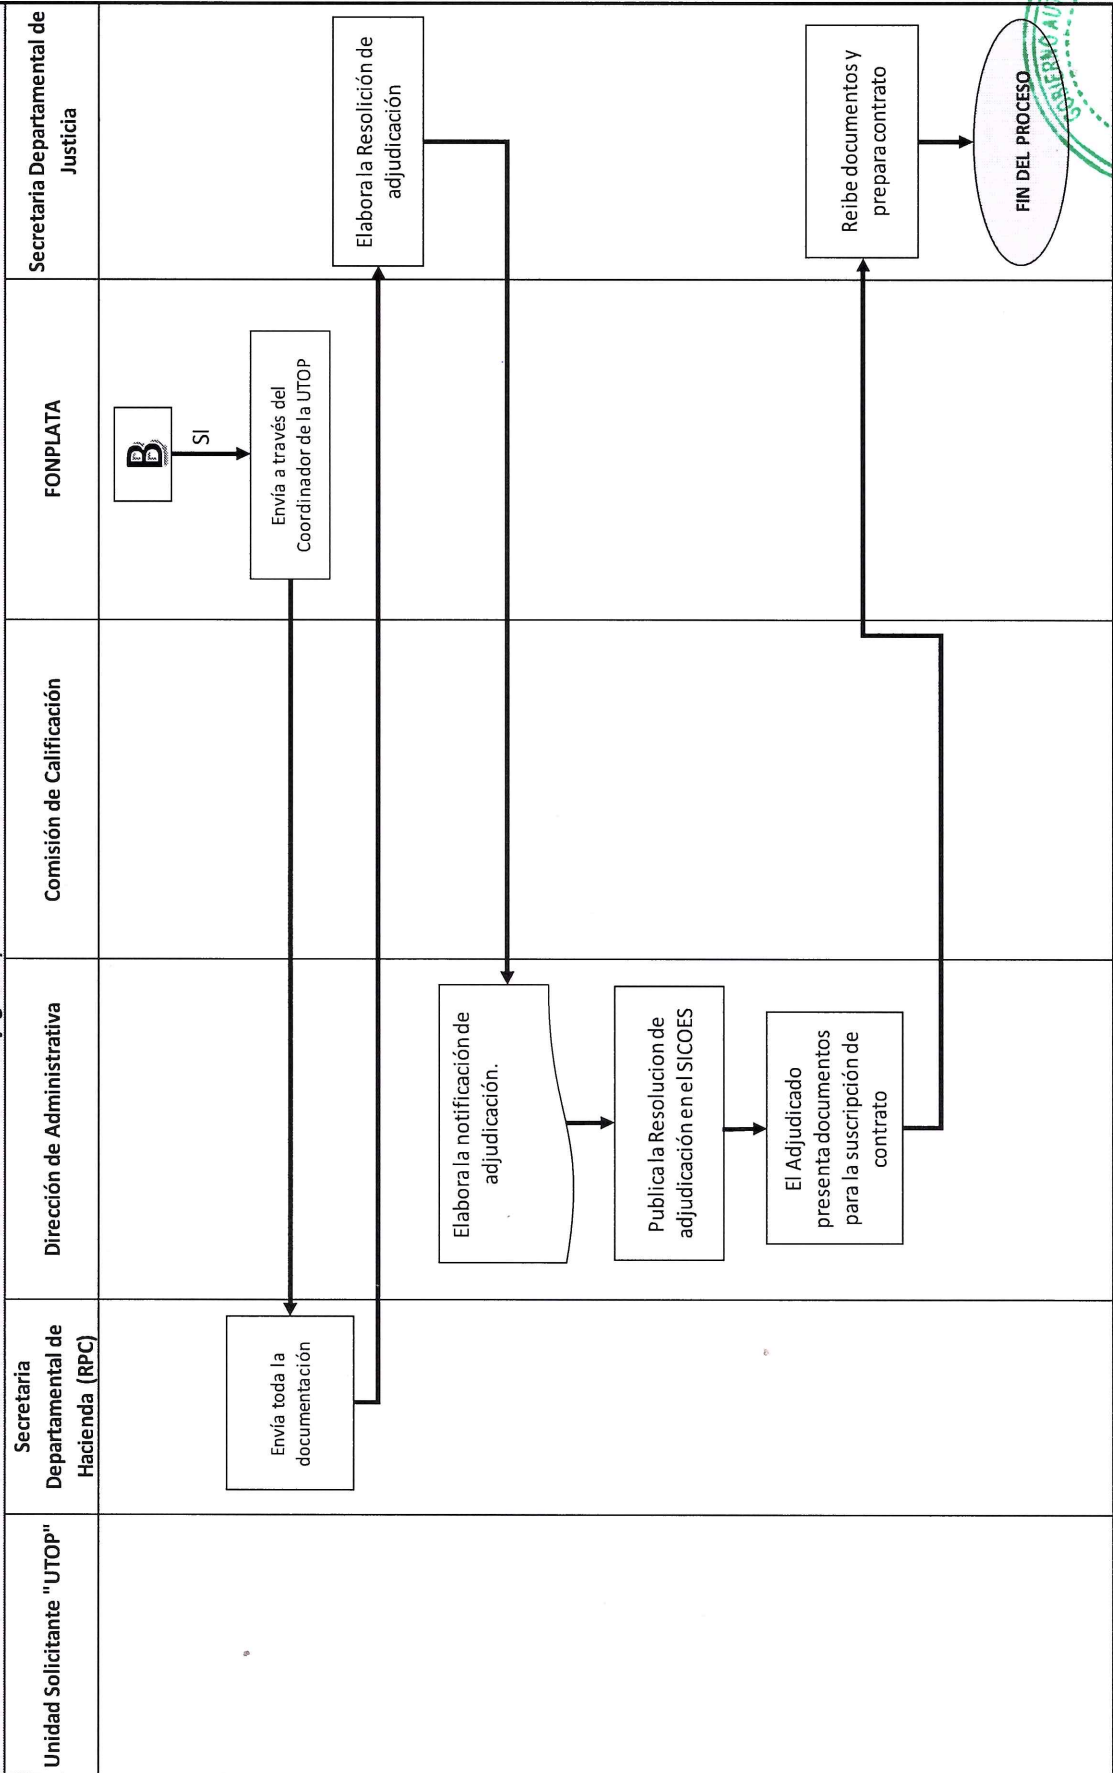 Unidad Solicitante "UTOP"
Secretaria
Departamental de
Hacienda (RPC)
Dirección de Administrativa
Comisión de Calificación
FONPLATA
Secretaria Departamental de
Justicia
B
SI
Envía a través del
Coordinador de la UTOP
Envía toda la
documentación
Elabora la Resolición de
adjudicación
Elabora la notificación de
adjudicación.
Publica la Resolucion de
adjudicación en el SICOES
El Adjudicado
presenta documentos
para la suscripción de
contrato
Reibe documentos y
prepara contrato
FIN DEL PROCESO
GOBIERNO AU